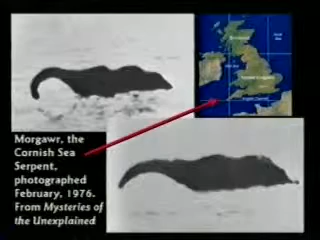 Morgawr, the
Cornish Sea
Serpent,
photographed
February, 1976.
From Mysteries of
the Unexplained